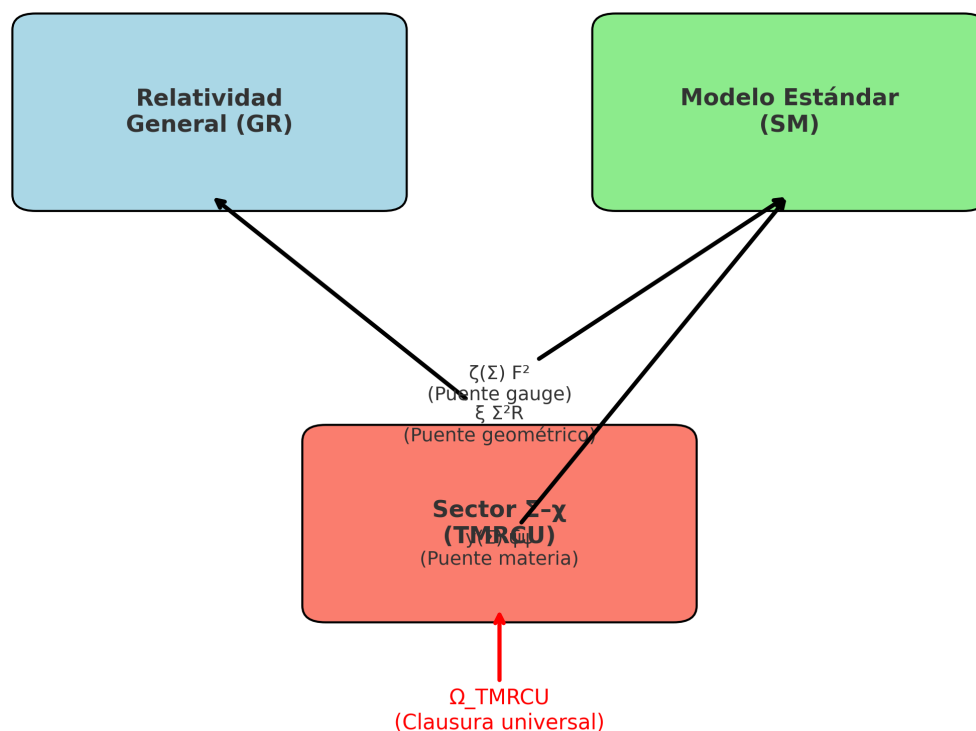 Relatividad
General (GR)
Modelo Estándar
(SM)
ζ(Σ) F²
(Puente gauge)
ξ Σ²R
(Puente geométrico)
Sector Σ–χ
(TMRCU)
(Puente materia)
Ω_TMRCU
(Clausura universal)